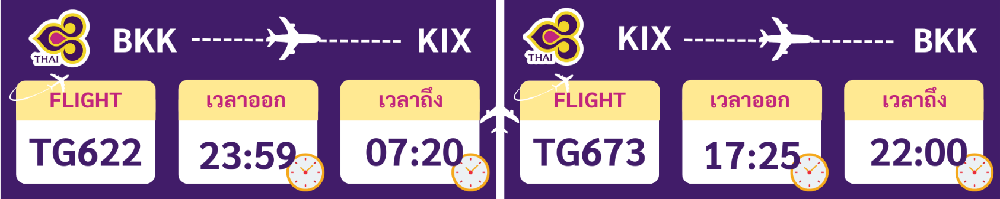 THAI
BKK KIX
FLIGHT เวลาออก เวลาถึง
TG622 23:59 07:20
THAI
KIX BKK
FLIGHT เวลาออก เวลาถึง
TG673 17:25 22:00